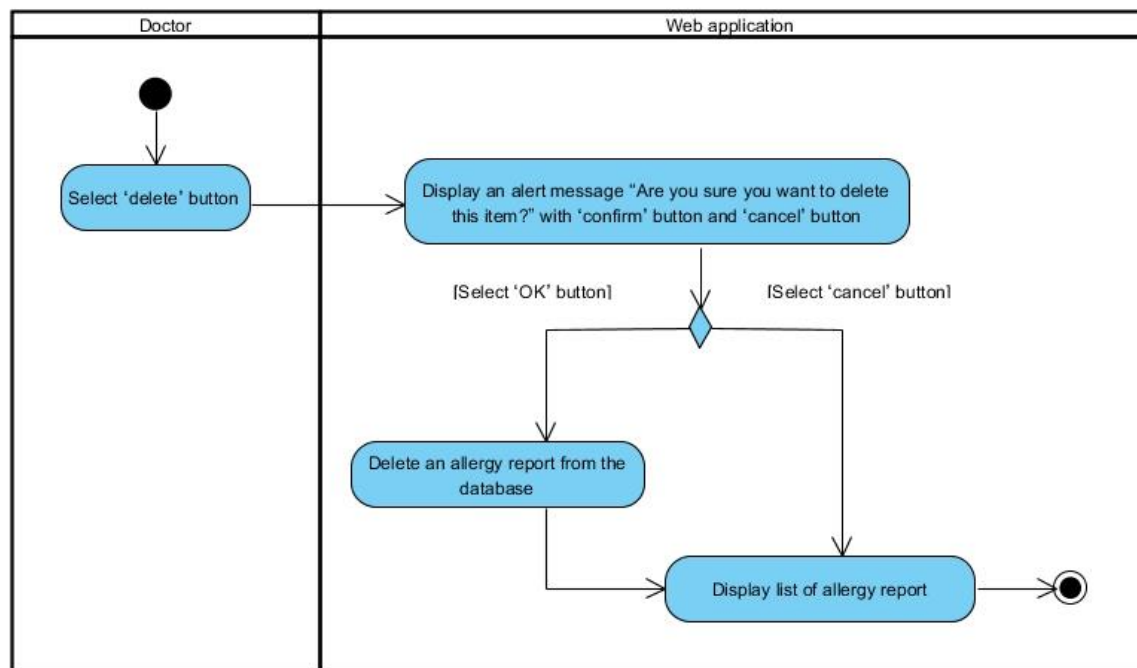 Doctor
Web application
Select ‘delete’ button
Display an alert message “Are you sure you want to delete
this item?” with ‘confirm’ button and ‘cancel’ button
[Select ‘OK’ button]
[Select ‘cancel’ button]
Delete an allergy report from the
database
Display list of allergy report